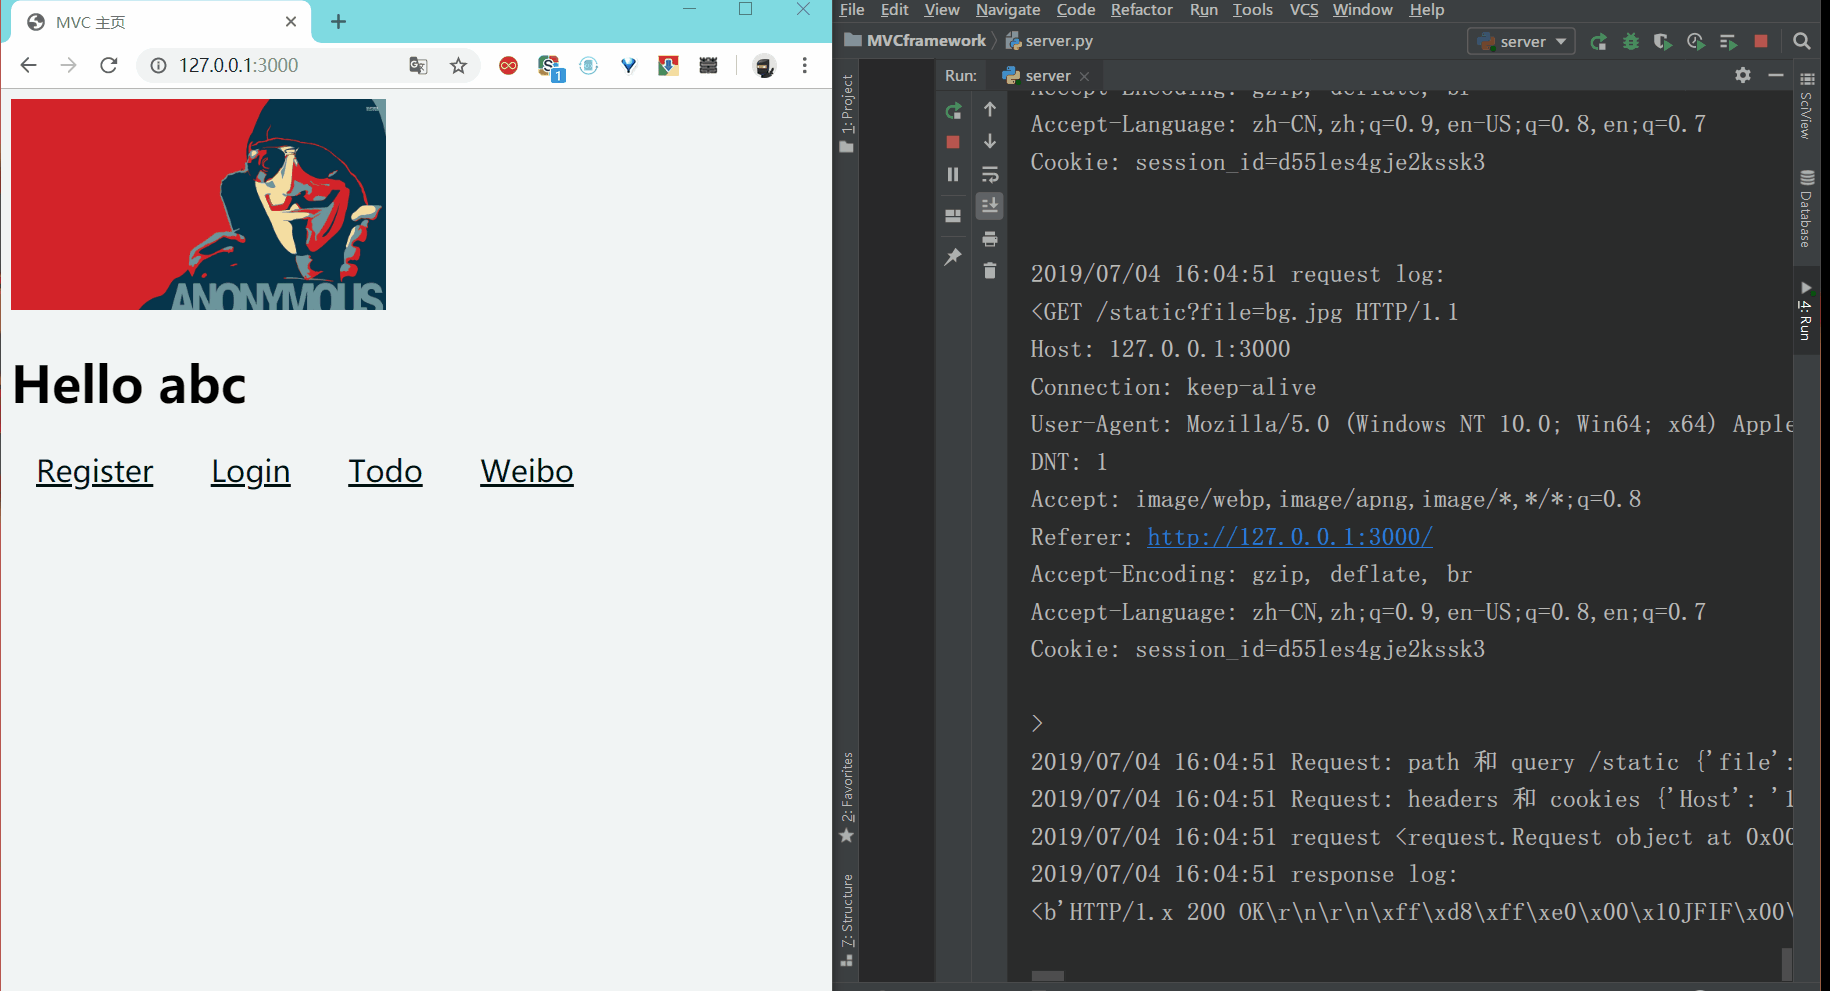 MVC 主页
127.0.0.1:3000
1
ANONYMOUS
Hello abc
Register Login Todo Weibo
File Edit View Navigate Code Refactor Run Tools VCS Window Help
MVCframework server.py
server
Run: server
1: Project
2: Favorites
7: Structure
Accept-Encoding: gzip, deflate, br
Accept-Language: zh-CN,zh;q=0.9,en-US;q=0.8,en;q=0.7
Cookie: session_id=d55les4gje2kssk3
2019/07/04 16:04:51 request log:
<GET /static?file=bg.jpg HTTP/1.1
Host: 127.0.0.1:3000
Connection: keep-alive
User-Agent: Mozilla/5.0 (Windows NT 10.0; Win64; x64) Apple
DNT: 1
Accept: image/webp,image/apng,image/*,*/*;q=0.8
Referer: http://127.0.0.1:3000/
Accept-Encoding: gzip, deflate, br
Accept-Language: zh-CN,zh;q=0.9,en-US;q=0.8,en;q=0.7
Cookie: session_id=d55les4gje2kssk3
>
2019/07/04 16:04:51 Request: path 和 query /static {'file':
2019/07/04 16:04:51 Request: headers 和 cookies {'Host': '1
2019/07/04 16:04:51 request <request.Request object at 0x00
2019/07/04 16:04:51 response log:
<b'HTTP/1.x 200 OK\r\n\r\n\xff\xd8\xff\xe0\x00\x10JFIF\x00\
SciView
Database
4: Run